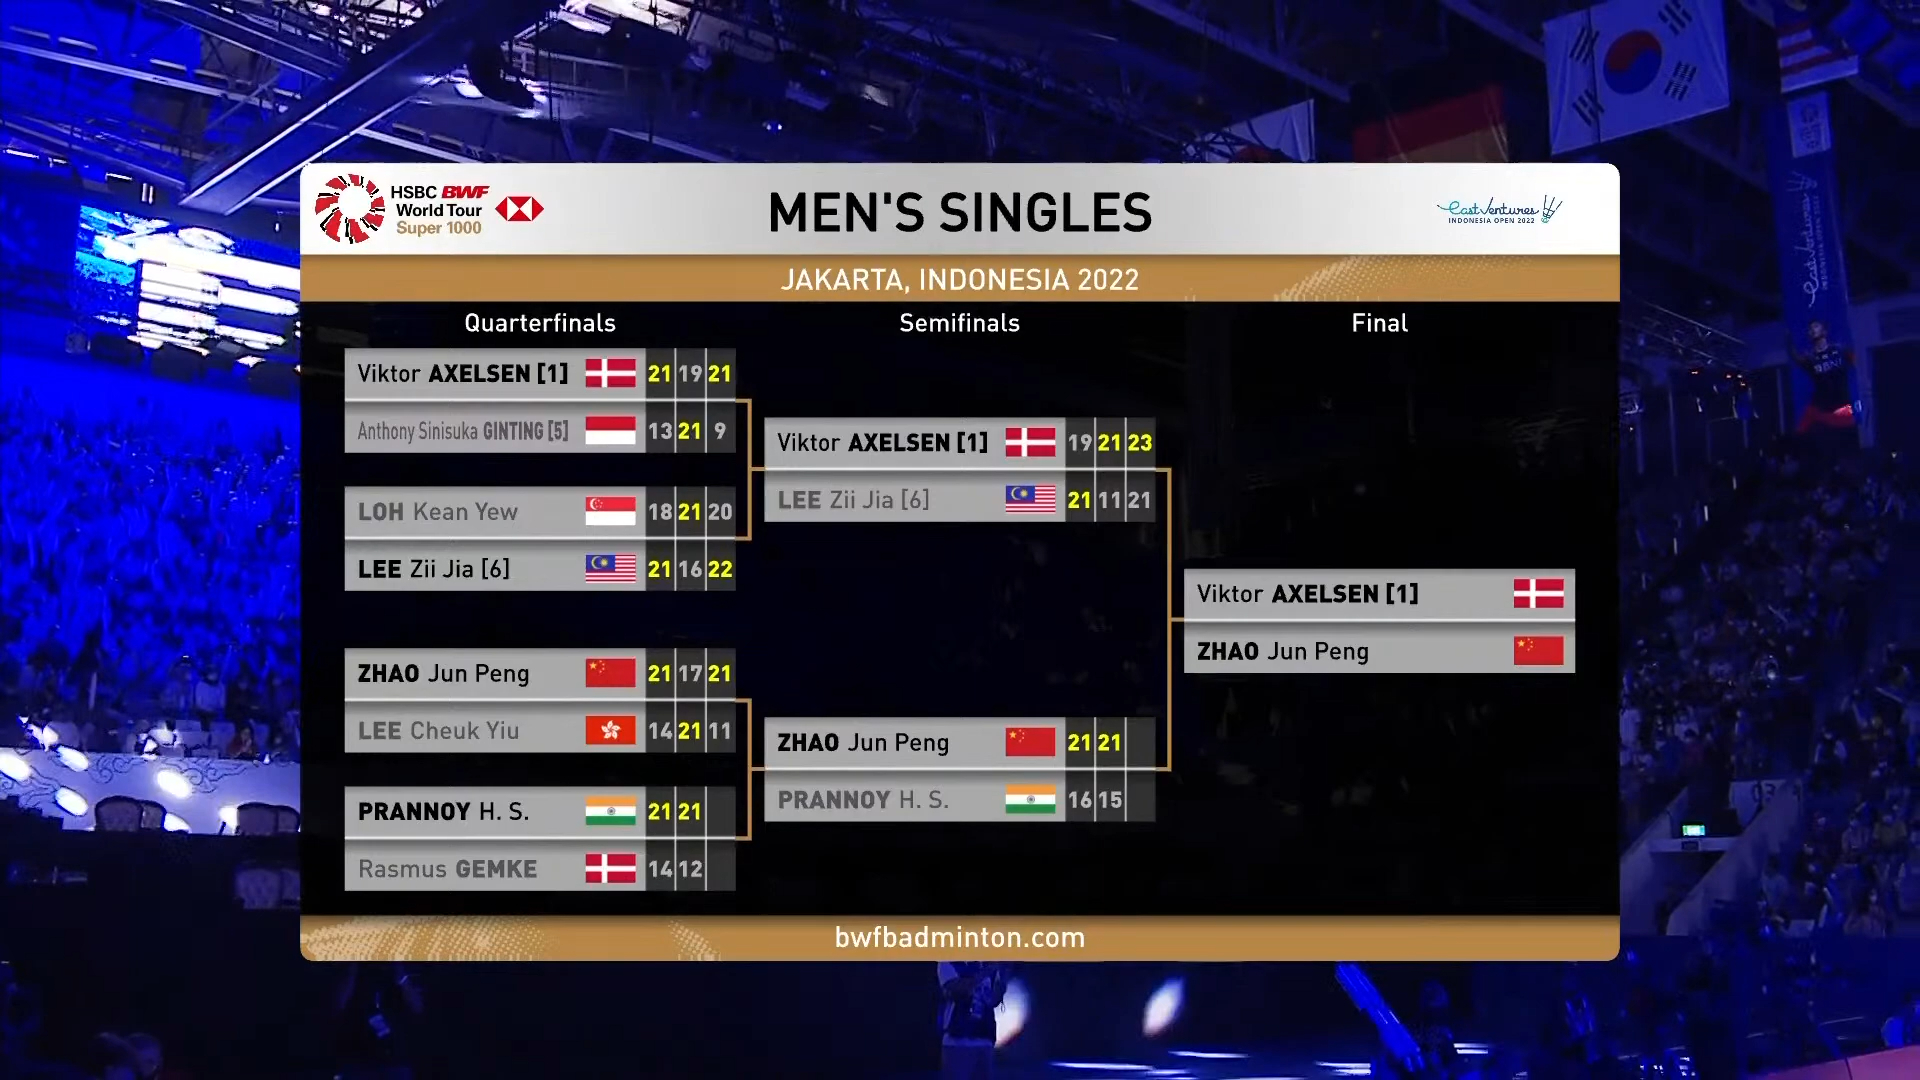 HSBC BWF
World Tour
Super 1000
MEN'S SINGLES
EastVentures
INDONESIA OPEN 2022
JAKARTA, INDONESIA 2022
Quarterfinals
Semifinals
Final
Viktor AXELSEN [1] 21 19 21
Anthony Sinisuka GINTING [5] 13 21 9
LOH Kean Yew 18 21 20
LEE Zii Jia [6] 21 16 22
ZHAO Jun Peng 21 17 21
LEE Cheuk Yiu 14 21 11
PRANNOY H. S. 21 21
Rasmus GEMKE 14 12
Viktor AXELSEN [1] 19 21 23
LEE Zii Jia [6] 21 11 21
ZHAO Jun Peng 21 21
PRANNOY H. S. 16 15
Viktor AXELSEN [1]
ZHAO Jun Peng
bwfbadminton.com